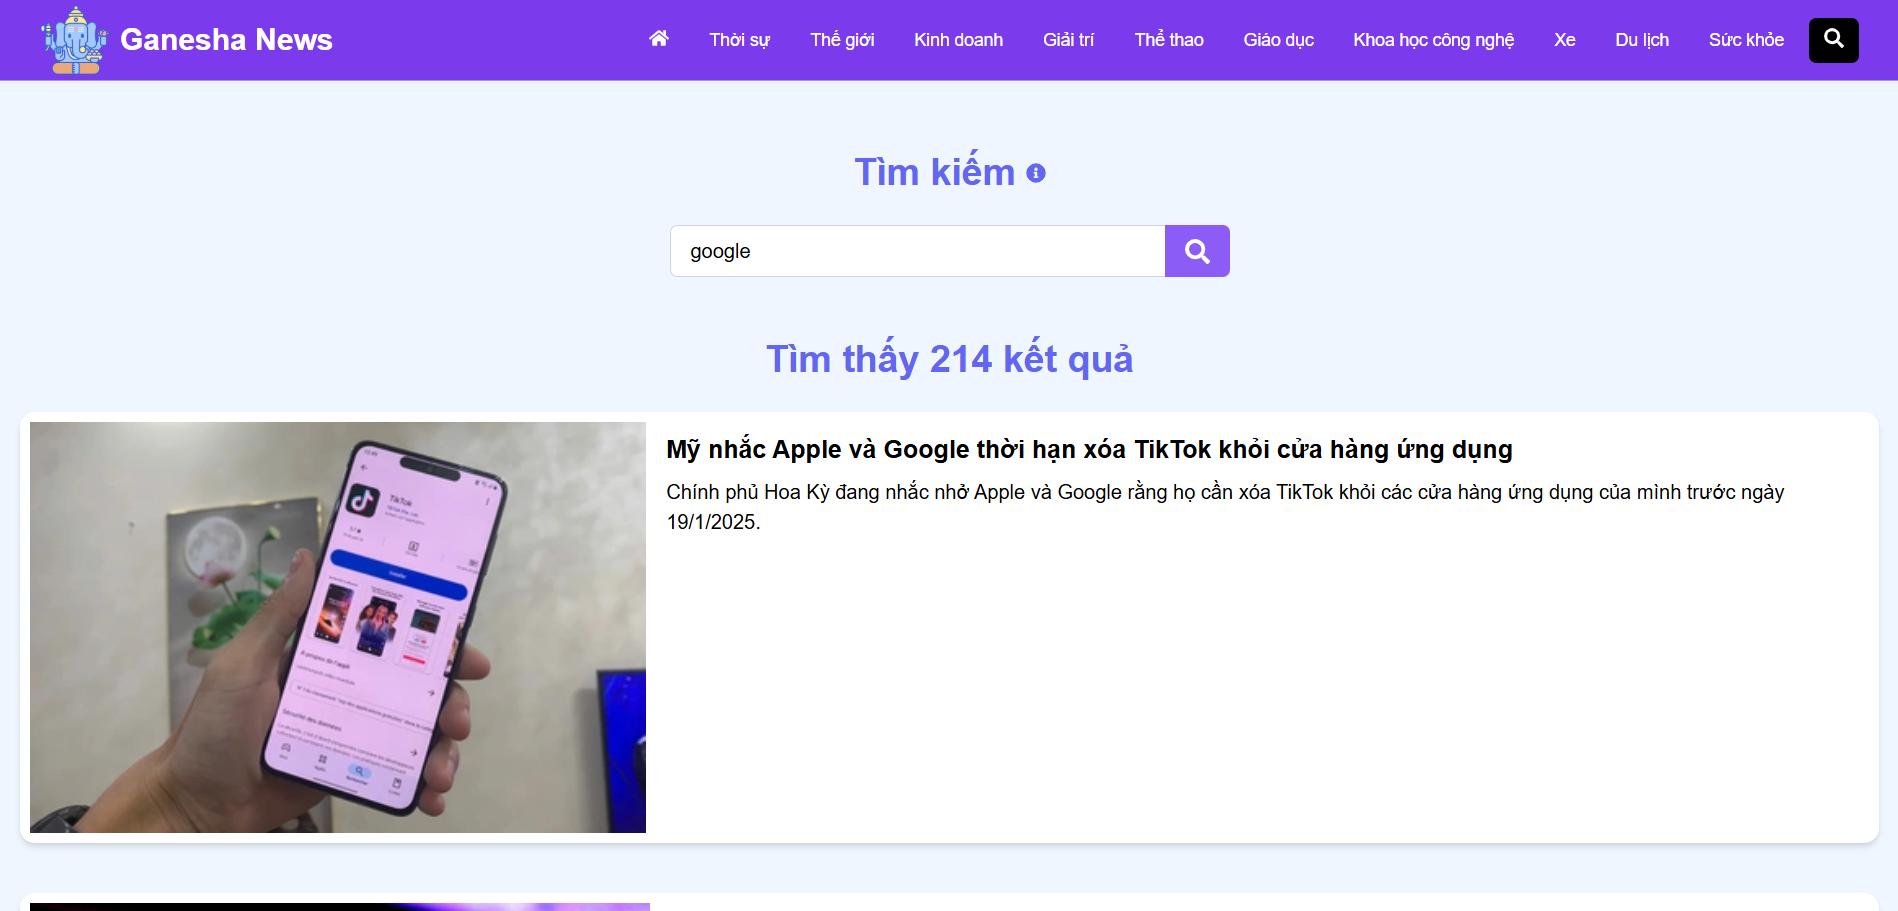 Ganesha News
Thời sự
Thế giới
Kinh doanh
Giải trí
Thể thao
Giáo dục
Khoa học công nghệ
Xe
Du lịch
Sức khỏe
Tìm kiếm
google
Tìm thấy 214 kết quả
Mỹ nhắc Apple và Google thời hạn xóa TikTok khỏi cửa hàng ứng dụng
Chính phủ Hoa Kỳ đang nhắc nhở Apple và Google rằng họ cần xóa TikTok khỏi các cửa hàng ứng dụng của mình trước ngày
19/1/2025.
TikTok